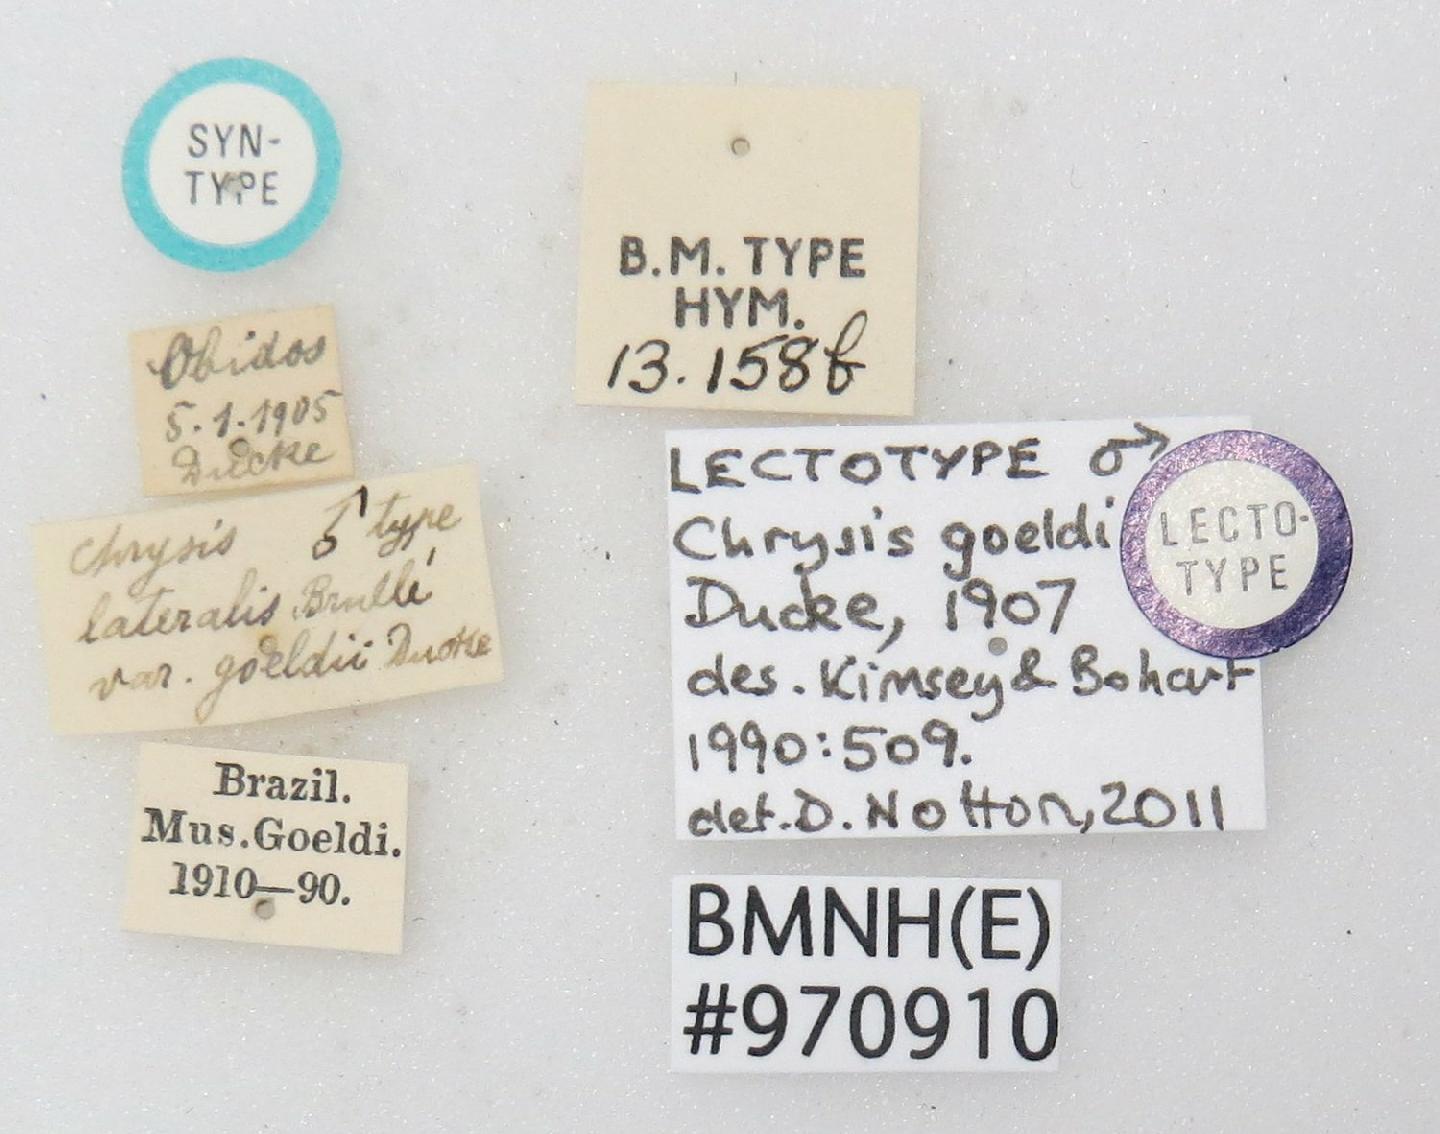 SYN-
TYPE
Obidos
5.1.1905
Ducke
Chrysis ♂ type
lateralis Brullé
var. goeldii Ducke
Brazil.
Mus.Goeldi.
1910—90.
B.M. TYPE
HYM.
13.158b
LECTOTYPE ♂
Chrysis goeldi
Ducke, 1907
des. Kimsey & Bohart
1990:509.
det. D. Notton, 2011
LECTO-
TYPE
BMNH(E)
#970910